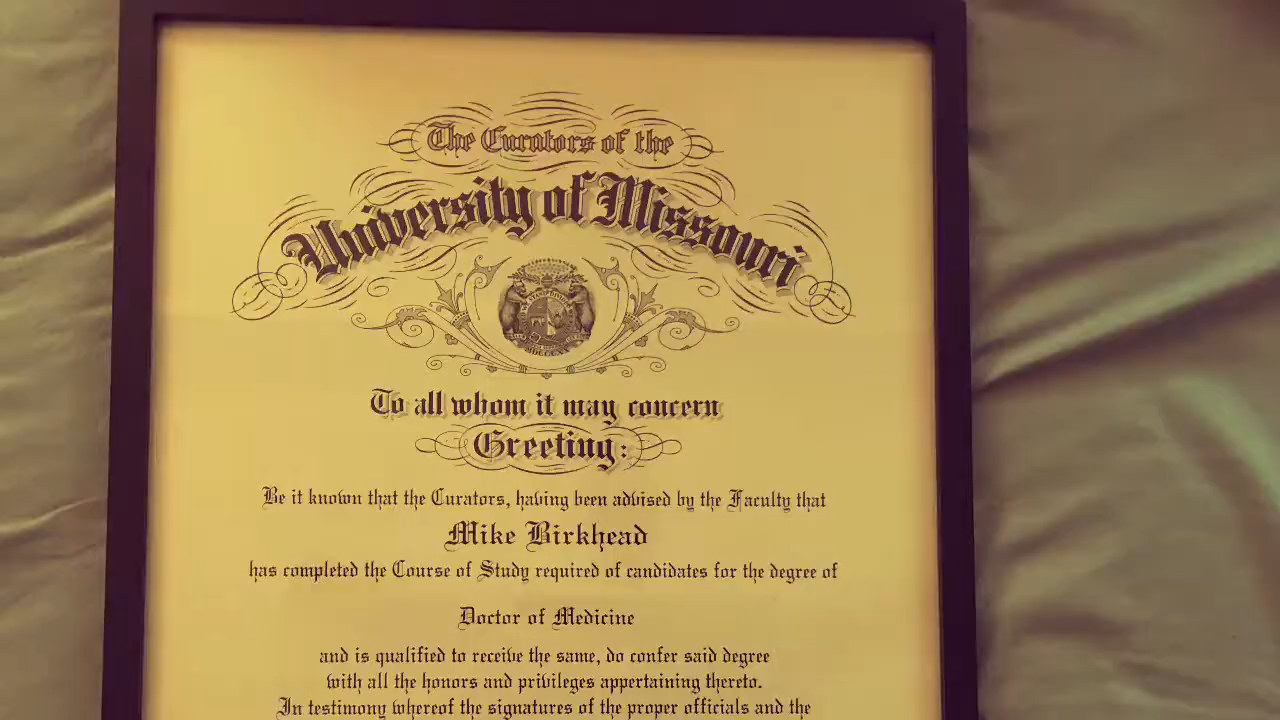 The Curators of the
University of Missouri
MDCCCXX
To all whom it may concern
Greeting:
Be it known that the Curators, having been advised by the Faculty that
Mike Birkhead
has completed the Course of Study required of candidates for the degree of
Doctor of Medicine
and is qualified to receive the same, do confer said degree
with all the honors and privileges appertaining thereto.
In testimony whereof the signatures of the proper officials and the